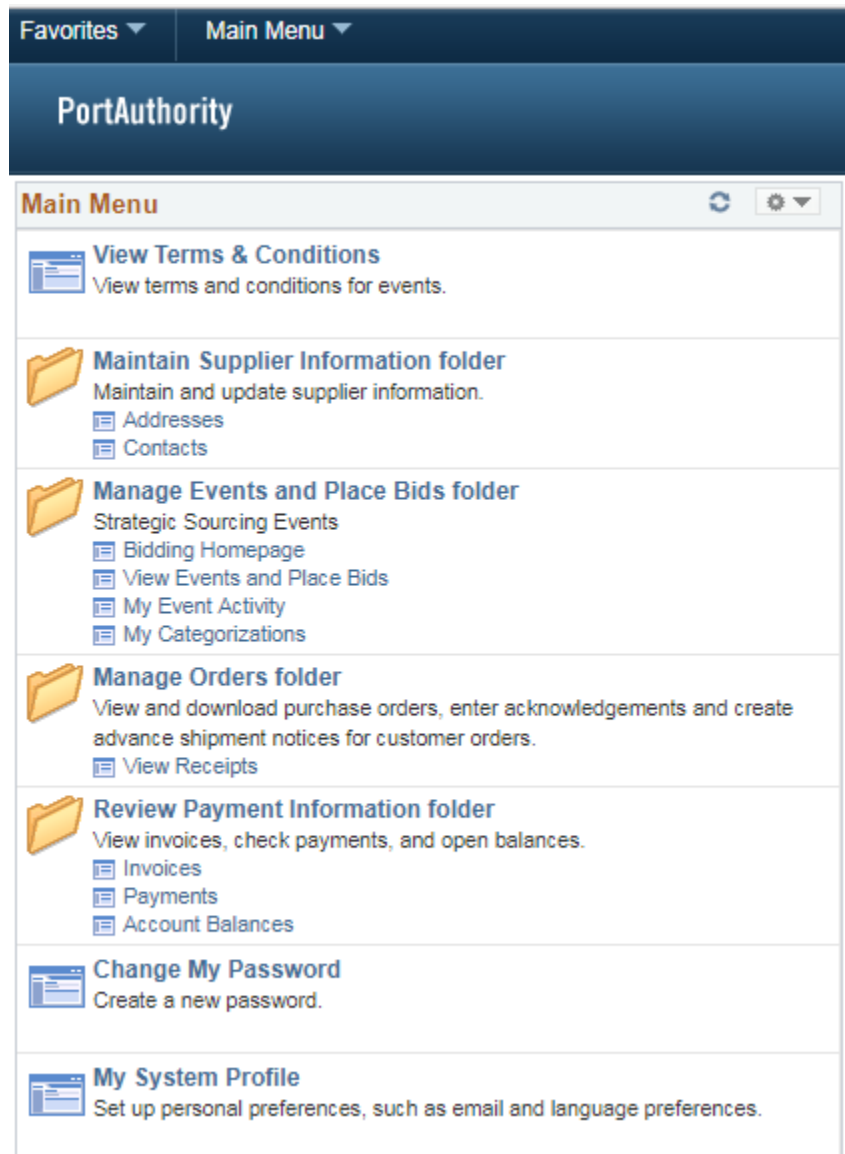 Favorites Main Menu
PortAuthority
Main Menu
View Terms & Conditions
View terms and conditions for events.
Maintain Supplier Information folder
Maintain and update supplier information.
Addresses
Contacts
Manage Events and Place Bids folder
Strategic Sourcing Events
Bidding Homepage
View Events and Place Bids
My Event Activity
My Categorizations
Manage Orders folder
View and download purchase orders, enter acknowledgements and create
advance shipment notices for customer orders.
View Receipts
Review Payment Information folder
View invoices, check payments, and open balances.
Invoices
Payments
Account Balances
Change My Password
Create a new password.
My System Profile
Set up personal preferences, such as email and language preferences.